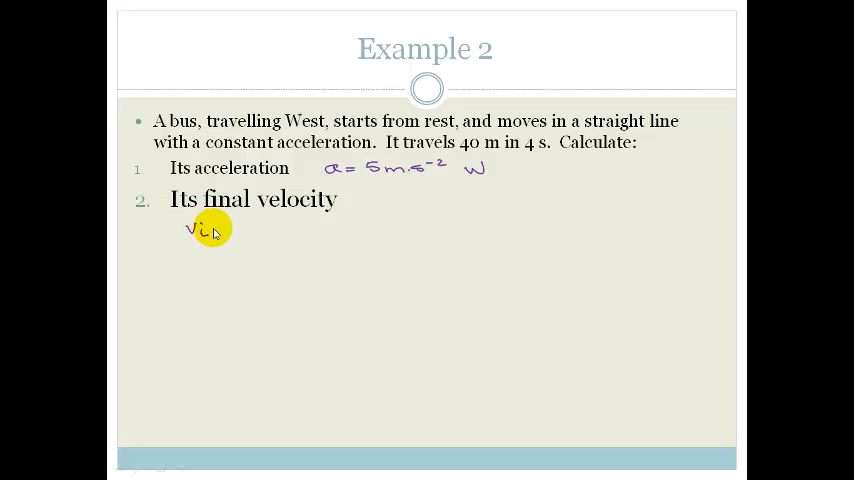 Example 2
• A bus, travelling West, starts from rest, and moves in a straight line
with a constant acceleration. It travels 40 m in 4 s. Calculate:
1. Its acceleration a = 5 m.s⁻² W
2. Its final velocity
vi